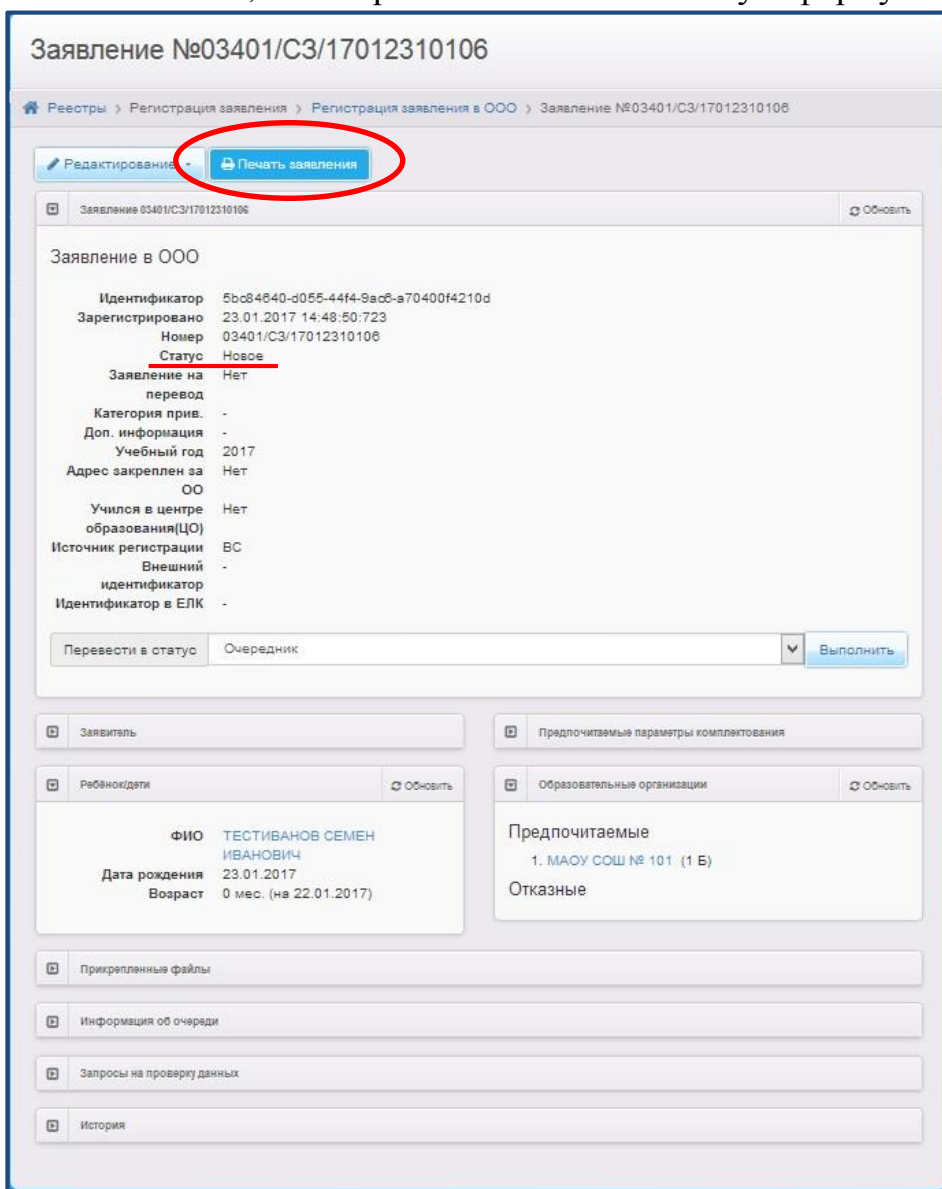 Заявление №03401/СЗ/17012310106
Реестры > Регистрация заявления > Регистрация заявления в ООО > Заявление №03401/СЗ/17012310106
Редактирование
Печать заявления
Заявление 03401/СЗ/17012310106
Обновить
Заявление в ООО
Идентификатор 5bc84640-d055-44f4-9ac6-a70400f4210d
Зарегистрировано 23.01.2017 14:48:50:723
Номер 03401/СЗ/17012310106
Статус Новое
Заявление на Нет
перевод
Категория прив. -
Доп. информация -
Учебный год 2017
Адрес закреплен за Нет
ОО
Учился в центре Нет
образования(ЦО)
Источник регистрации ВС
Внешний -
идентификатор
Идентификатор в ЕЛК -
Перевести в статус Очередник Выполнить
Заявитель
Предпочитаемые параметры комплектования
Ребёнок/дети Обновить
Образовательные организации Обновить
ФИО ТЕСТИВАНОВ СЕМЕН
ИВАНОВИЧ
Дата рождения 23.01.2017
Возраст 0 мес. (на 22.01.2017)
Предпочитаемые
1. МАОУ СОШ № 101 (1 Б)
Отказные
Прикрепленные файлы
Информация об очереди
Запросы на проверку данных
История